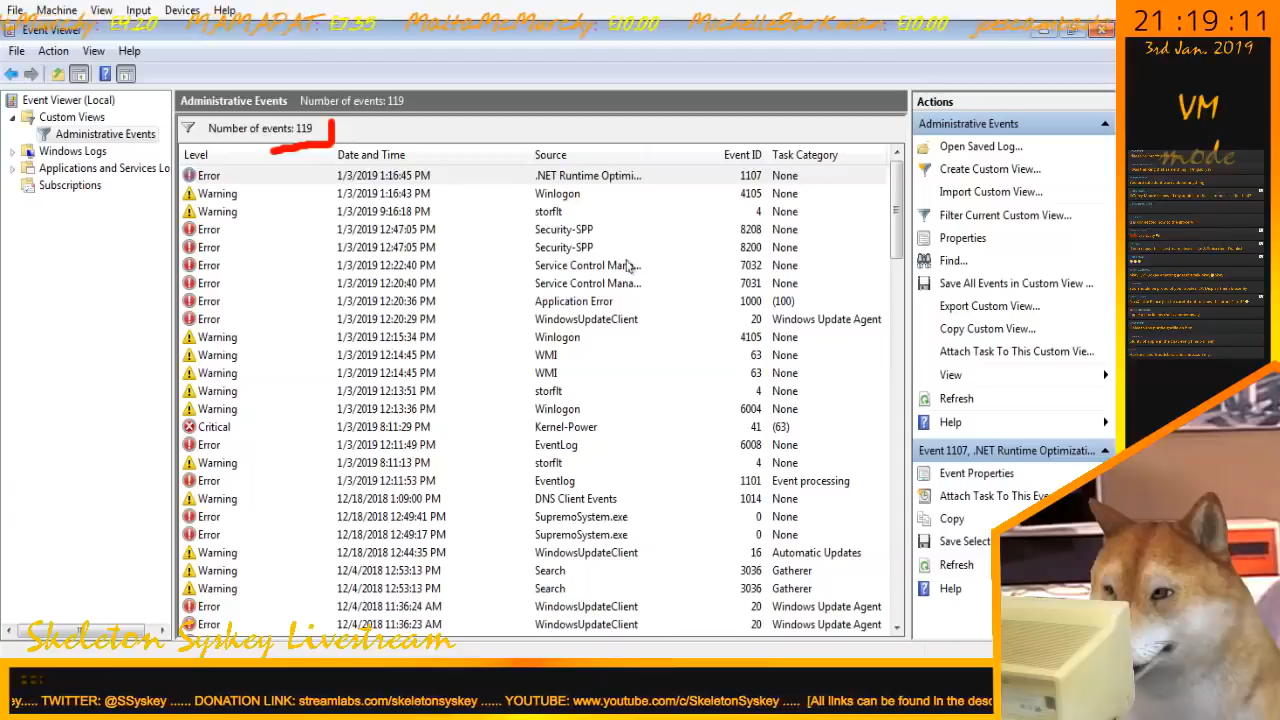 File Machine View Input Devices Help
Murdy: £4.20 MAMADAT: £7.35 MaltaMcMurdy: £10.00 MichelleBarkman: £10.00
Event Viewer
File Action View Help
Event Viewer (Local)
Custom Views
Administrative Events
Windows Logs
Applications and Services Lo
Subscriptions
Administrative Events Number of events: 119
Number of events: 119
Level Date and Time Source Event ID Task Category
Error 1/3/2019 1:16:45 PM .NET Runtime Optimi... 1107 None
Warning 1/3/2019 1:16:43 PM Winlogon 4105 None
Warning 1/3/2019 9:16:18 PM storflt 4 None
Error 1/3/2019 12:47:05 PM Security-SPP 8208 None
Error 1/3/2019 12:47:05 PM Security-SPP 8200 None
Error 1/3/2019 12:22:40 PM Service Control Mana... 7032 None
Error 1/3/2019 12:20:40 PM Service Control Mana... 7031 None
Error 1/3/2019 12:20:36 PM Application Error 1000 (100)
Error 1/3/2019 12:20:29 PM WindowsUpdateClient 20 Windows Update Agent
Warning 1/3/2019 12:15:34 PM Winlogon 4105 None
Warning 1/3/2019 12:14:45 PM WMI 63 None
Warning 1/3/2019 12:14:45 PM WMI 63 None
Warning 1/3/2019 12:13:51 PM storflt 4 None
Warning 1/3/2019 12:13:36 PM Winlogon 6004 None
Critical 1/3/2019 8:11:29 PM Kernel-Power 41 (63)
Error 1/3/2019 12:11:49 PM EventLog 6008 None
Warning 1/3/2019 8:11:13 PM storflt 4 None
Error 1/3/2019 12:11:53 PM Eventlog 1101 Event processing
Warning 12/18/2018 1:09:00 PM DNS Client Events 1014 None
Error 12/18/2018 12:49:41 PM SupremoSystem.exe 0 None
Error 12/18/2018 12:49:17 PM SupremoSystem.exe 0 None
Warning 12/18/2018 12:44:35 PM WindowsUpdateClient 16 Automatic Updates
Warning 12/4/2018 12:53:13 PM Search 3036 Gatherer
Warning 12/4/2018 12:53:13 PM Search 3036 Gatherer
Error 12/4/2018 11:36:24 AM WindowsUpdateClient 20 Windows Update Agent
Error 12/4/2018 11:36:23 AM WindowsUpdateClient 20 Windows Update Agent
Actions
Administrative Events
Open Saved Log...
Create Custom View...
Import Custom View...
Filter Current Custom View...
Properties
Find...
Save All Events in Custom View ...
Export Custom View...
Copy Custom View...
Attach Task To This Custom Vie...
View
Refresh
Help
Event 1107, .NET Runtime Optimizati...
Event Properties
Attach Task To This Eve
Copy
Save Select
Refresh
Help
21:19:11
3rd Jan. 2019
VM
mode
Skeleton Syskey Livestream
ey...... TWITTER: @SSyskey ...... DONATION LINK: streamlabs.com/skeletonsyskey ...... YOUTUBE: www.youtube.com/c/SkeletonSyskey ...... [All links can be found in the desc